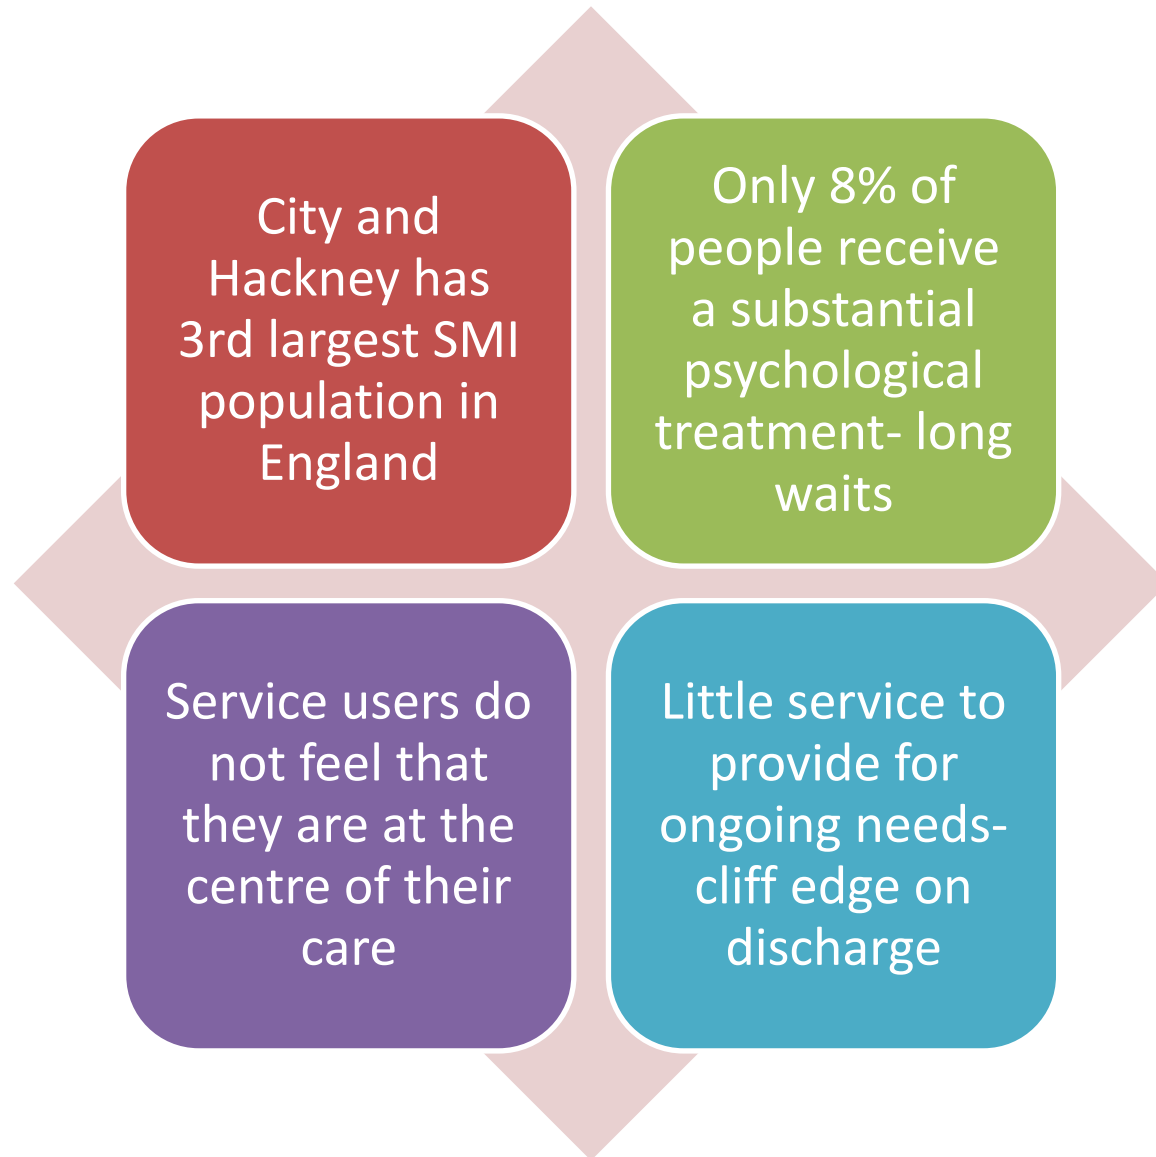 City and
Hackney has
3rd largest SMI
population in
England
Only 8% of
people receive
a substantial
psychological
treatment- long
waits
Service users do
not feel that
they are at the
centre of their
care
Little service to
provide for
ongoing needs-
cliff edge on
discharge